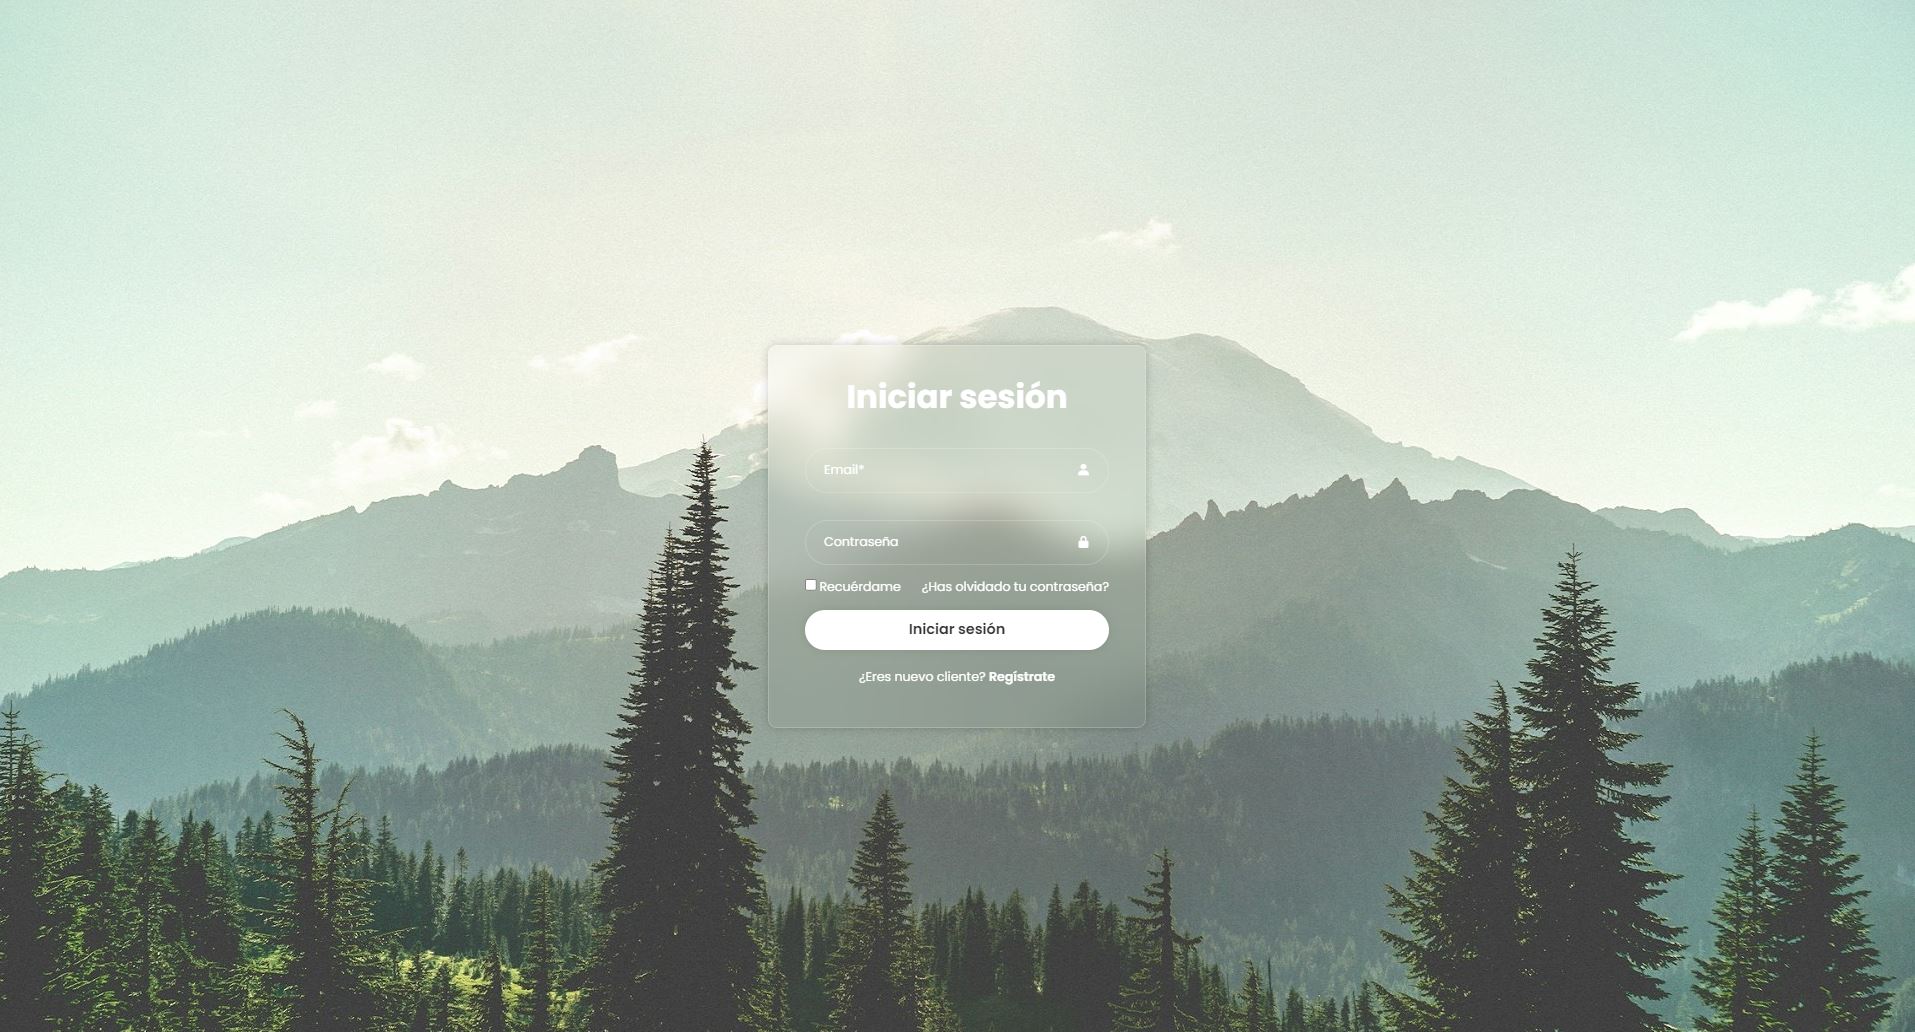 Iniciar sesión
Email*
Contraseña
Recuérdame ¿Has olvidado tu contraseña?
Iniciar sesión
¿Eres nuevo cliente? Regístrate